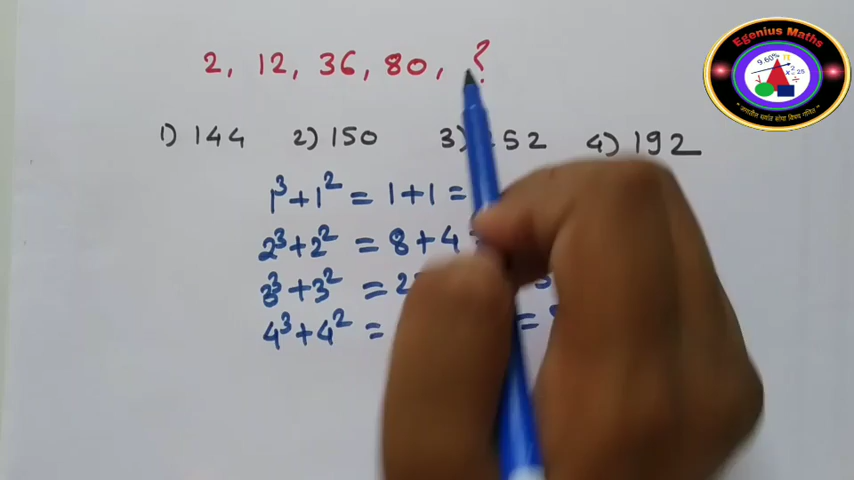 2, 12, 36, 80, ?
1) 144 2) 150 3) 52 4) 192
1³+1² = 1+1 =
2³+2² = 8+4
3³+3² = 2
4³+4² = =
Egenius Maths